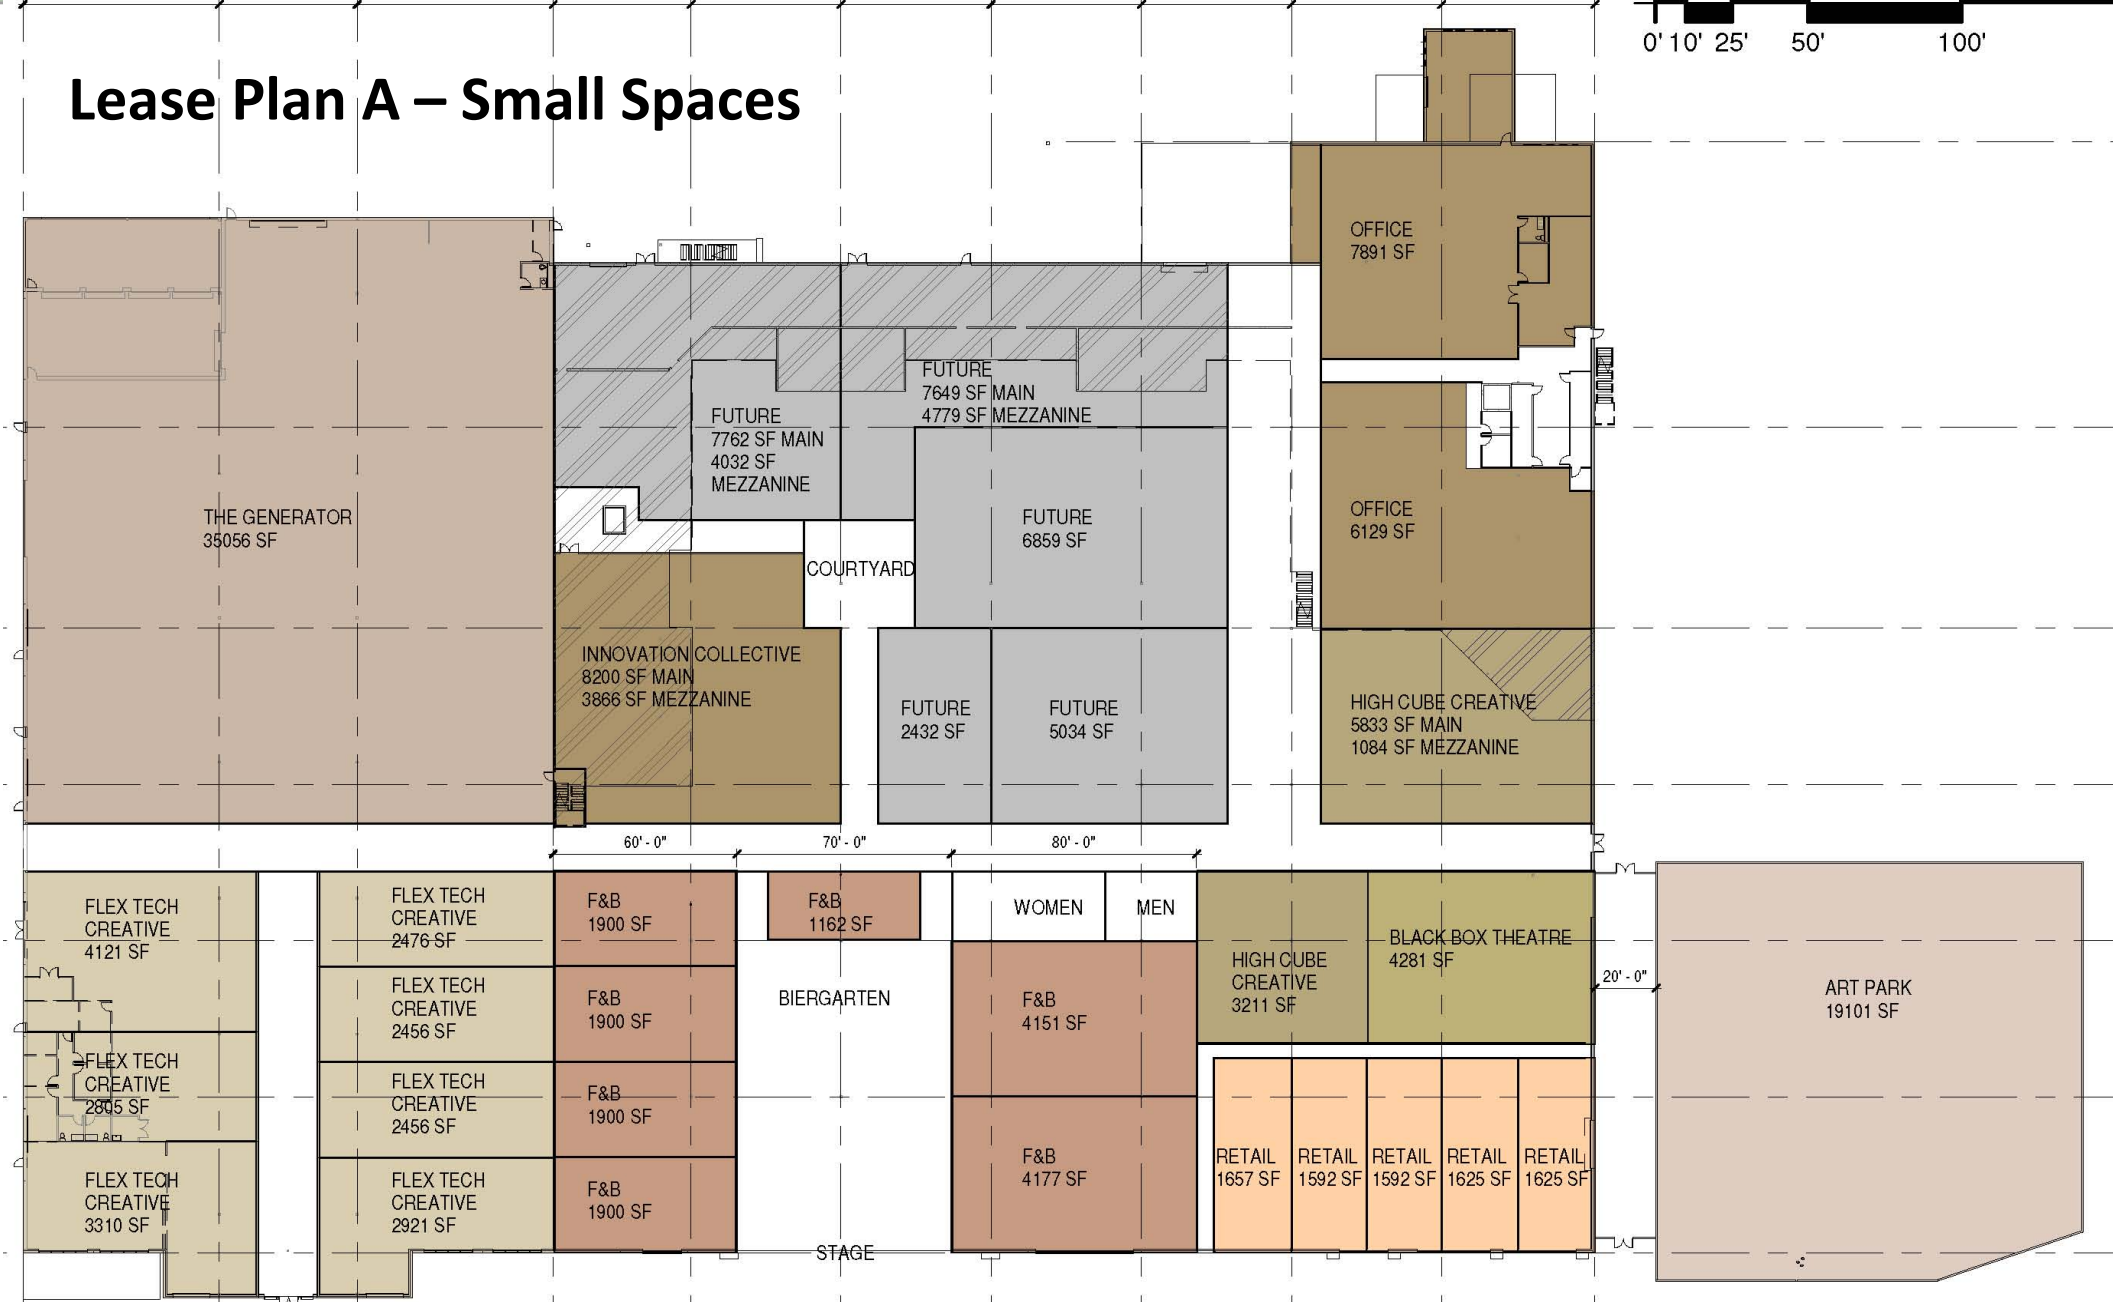 0' 10' 25' 50' 100'
Lease Plan A – Small Spaces
OFFICE
7891 SF
FUTURE
7649 SF MAIN
4779 SF MEZZANINE
FUTURE
7762 SF MAIN
4032 SF
MEZZANINE
THE GENERATOR
35056 SF
FUTURE
6859 SF
OFFICE
6129 SF
COURTYARD
INNOVATION COLLECTIVE
8200 SF MAIN
3866 SF MEZZANINE
FUTURE
2432 SF
FUTURE
5034 SF
HIGH CUBE CREATIVE
5833 SF MAIN
1084 SF MEZZANINE
60' - 0"
70' - 0"
80' - 0"
FLEX TECH
CREATIVE
4121 SF
FLEX TECH
CREATIVE
2476 SF
F&B
1900 SF
F&B
1162 SF
WOMEN
MEN
HIGH CUBE
CREATIVE
3211 SF
BLACK BOX THEATRE
4281 SF
20' - 0"
ART PARK
19101 SF
FLEX TECH
CREATIVE
2456 SF
F&B
1900 SF
BIERGARTEN
F&B
4151 SF
FLEX TECH
CREATIVE
2805 SF
FLEX TECH
CREATIVE
2456 SF
F&B
1900 SF
FLEX TECH
CREATIVE
3310 SF
FLEX TECH
CREATIVE
2921 SF
F&B
1900 SF
F&B
4177 SF
RETAIL
1657 SF
RETAIL
1592 SF
RETAIL
1592 SF
RETAIL
1625 SF
RETAIL
1625 SF
STAGE